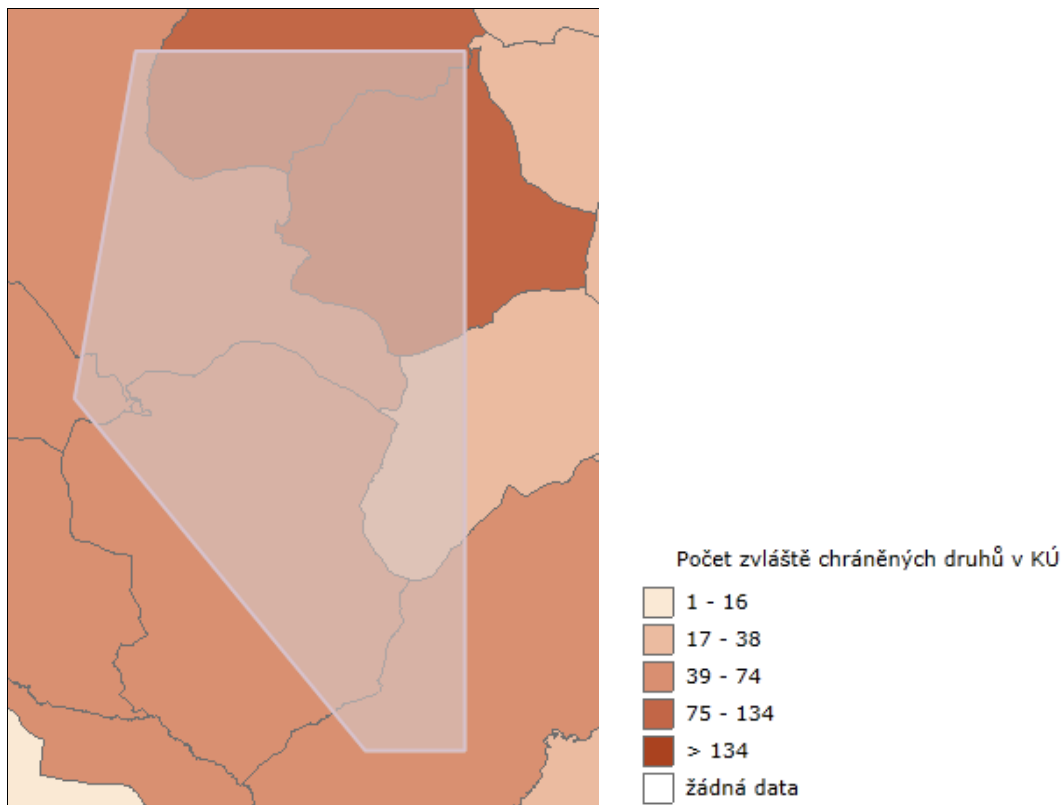 Počet zvláště chráněných druhů v KÚ
1 - 16
17 - 38
39 - 74
75 - 134
> 134
žádná data